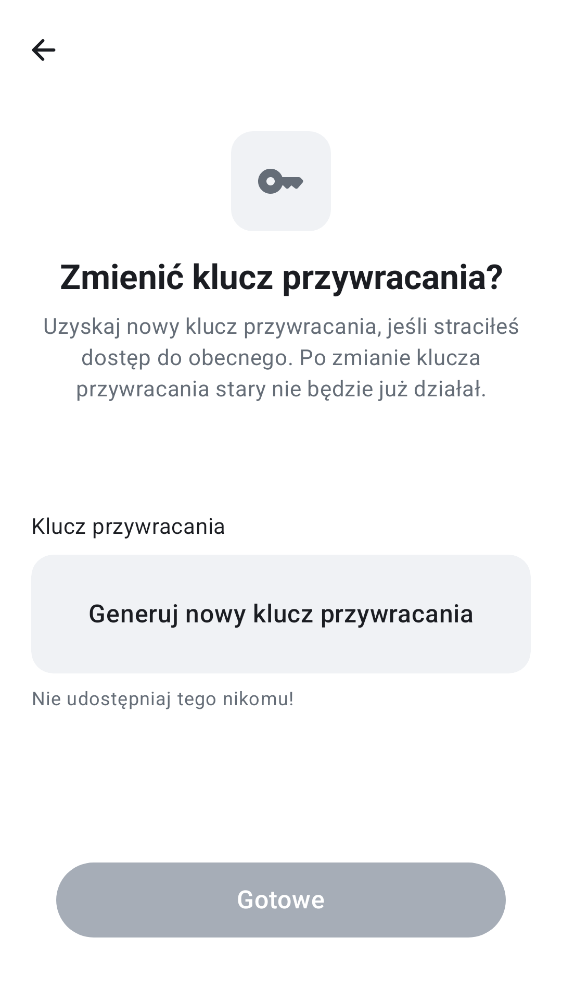 Zmienić klucz przywracania?
Uzyskaj nowy klucz przywracania, jeśli straciłeś
dostęp do obecnego. Po zmianie klucza
przywracania stary nie będzie już działał.
Klucz przywracania
Generuj nowy klucz przywracania
Nie udostępniaj tego nikomu!
Gotowe